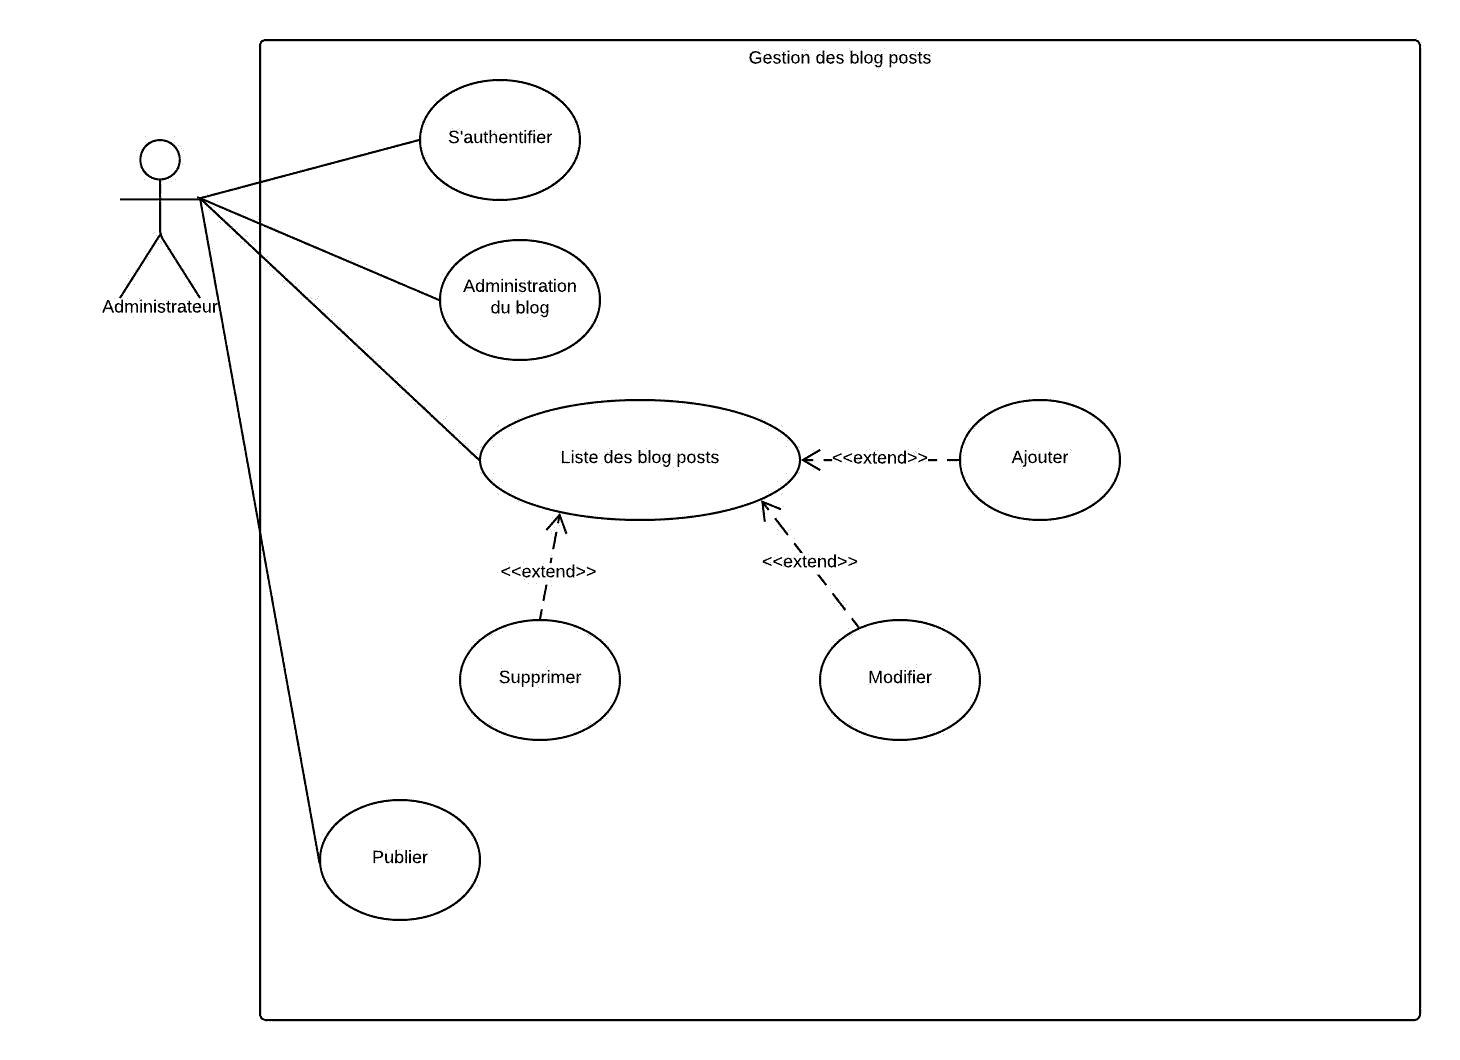 Gestion des blog posts
S'authentifier
Administrateur
Administration
du blog
Liste des blog posts
<<extend>>
Ajouter
<<extend>>
<<extend>>
Supprimer
Modifier
Publier